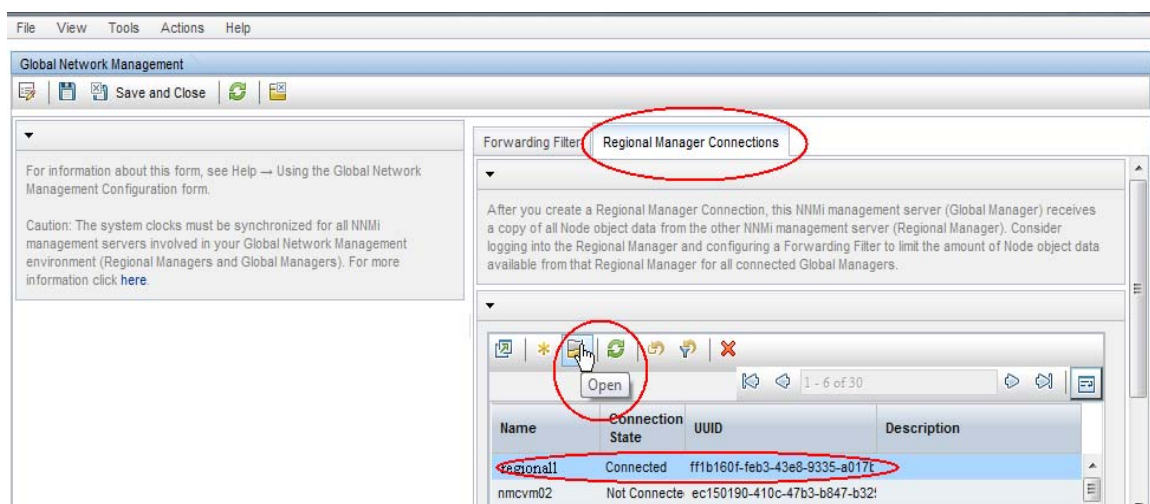 File View Tools Actions Help
Global Network Management
Save and Close
For information about this form, see Help → Using the Global Network
Management Configuration form.
Caution: The system clocks must be synchronized for all NNMi
management servers involved in your Global Network Management
environment (Regional Managers and Global Managers). For more
information click here.
Forwarding Filter Regional Manager Connections
After you create a Regional Manager Connection, this NNMi management server (Global Manager) receives
a copy of all Node object data from the other NNMi management server (Regional Manager). Consider
logging into the Regional Manager and configuring a Forwarding Filter to limit the amount of Node object data
available from that Regional Manager for all connected Global Managers.
Open
1 - 6 of 30
Name Connection State UUID Description
regional1 Connected ff1b160f-feb3-43e8-9335-a017b
nmcvm02 Not Connecte ec150190-410c-47b3-b847-b32